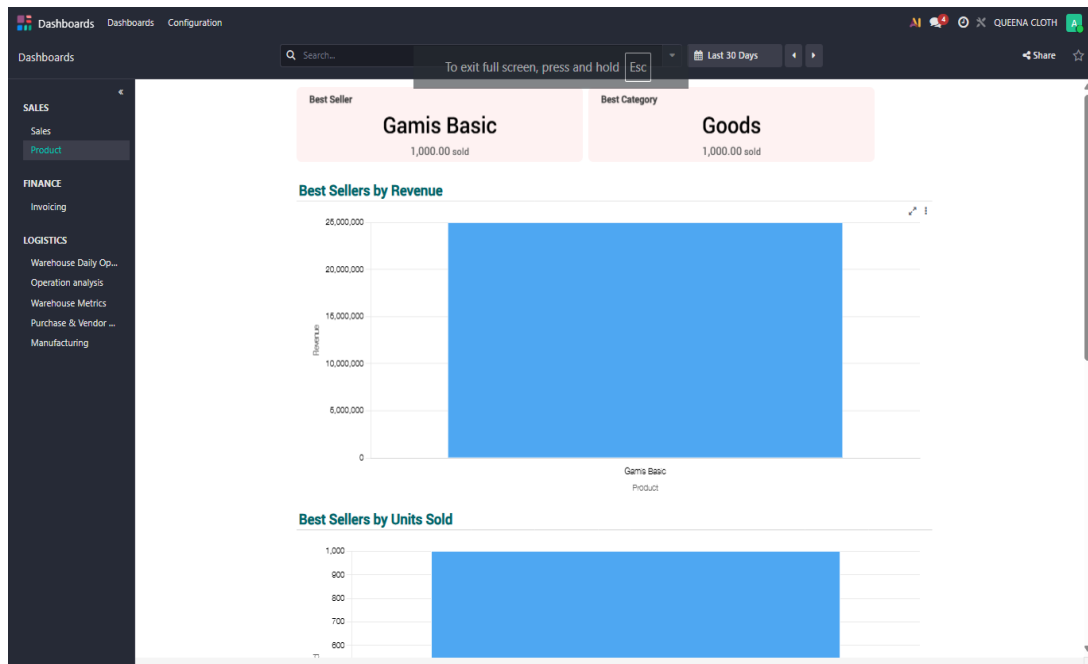 Dashboards Dashboards Configuration
AI 4 QUEENA CLOTH A
Dashboards
Search...
To exit full screen, press and hold Esc
Last 30 Days
Share
SALES
Sales
Product
FINANCE
Invoicing
LOGISTICS
Warehouse Daily Op...
Operation analysis
Warehouse Metrics
Purchase & Vendor ...
Manufacturing
Best Seller
Gamis Basic
1,000.00 sold
Best Category
Goods
1,000.00 sold
Best Sellers by Revenue
25,000,000
20,000,000
15,000,000
10,000,000
5,000,000
0
Revenue
Gamis Basic
Product
Best Sellers by Units Sold
1,000
900
800
700
600